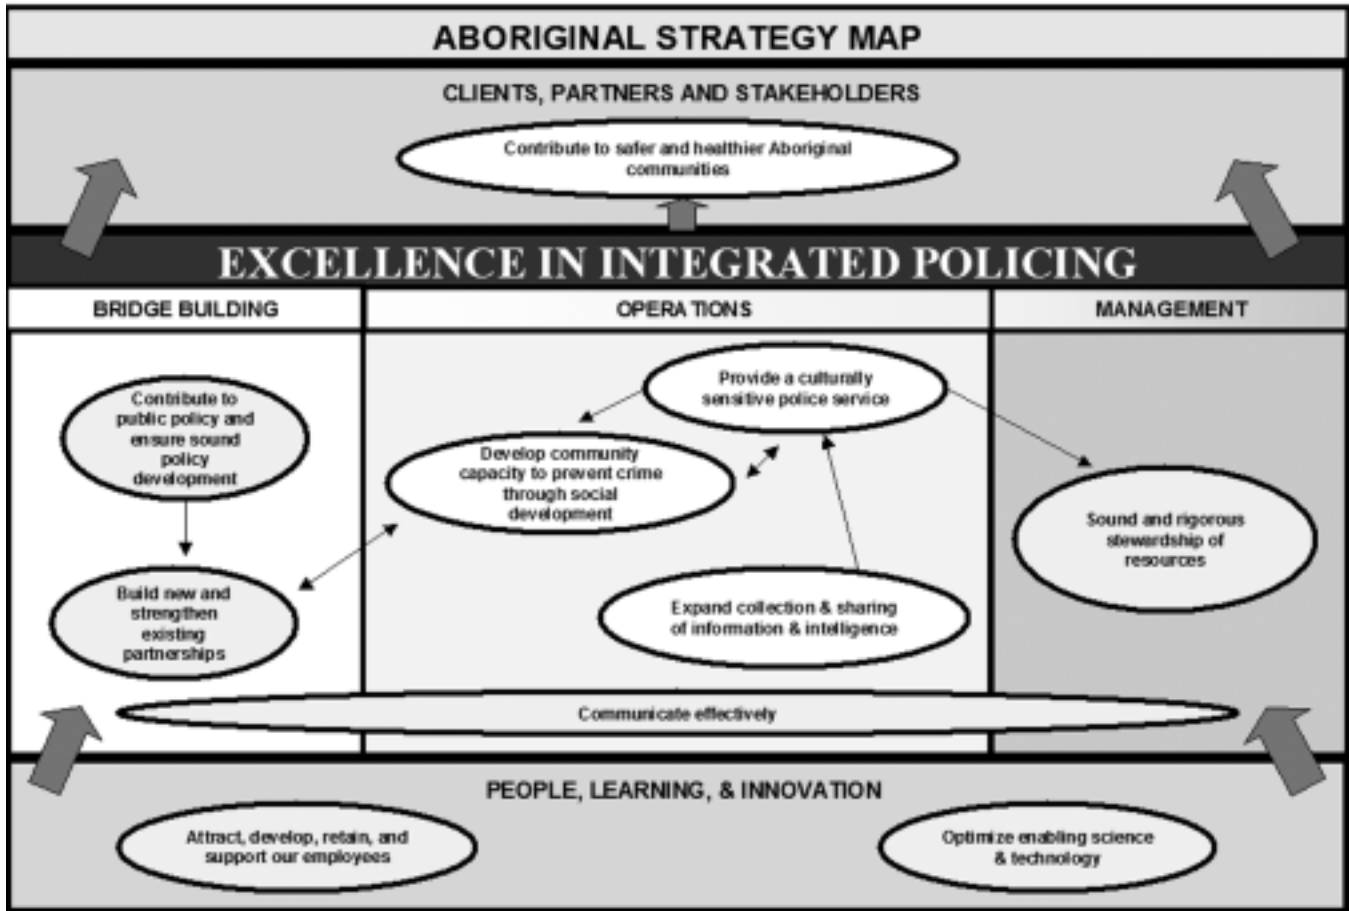 ABORIGINAL STRATEGY MAP
CLIENTS, PARTNERS AND STAKEHOLDERS
Contribute to safer and healthier Aboriginal
communities
EXCELLENCE IN INTEGRATED POLICING
BRIDGE BUILDING
OPERATIONS
MANAGEMENT
Contribute to
public policy and
ensure sound
policy
development
Build new and
strengthen
existing
partnerships
Provide a culturally
sensitive police service
Develop community
capacity to prevent crime
through social
development
Expand collection & sharing
of information & intelligence
Sound and rigorous
stewardship of
resources
Communicate effectively
PEOPLE, LEARNING, & INNOVATION
Attract, develop, retain, and
support our employees
Optimize enabling science
& technology